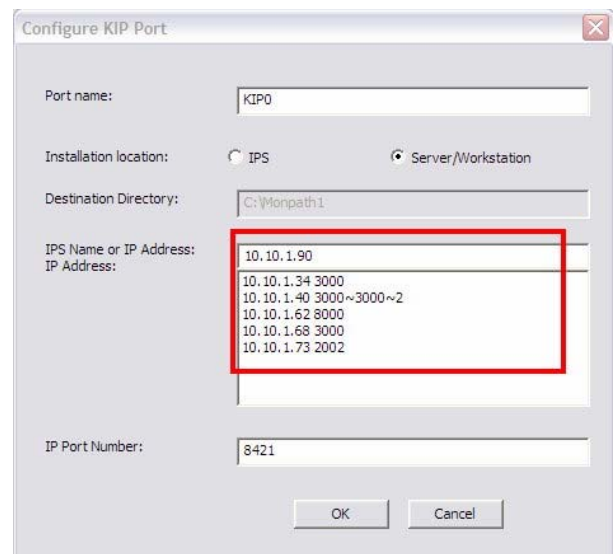 Configure KIP Port
Port name:
KIP0
Installation location:
IPS
Server/Workstation
Destination Directory:
C:\Monpath1
IPS Name or IP Address:
IP Address:
10.10.1.90
10.10.1.34 3000
10.10.1.40 3000~3000~2
10.10.1.62 8000
10.10.1.68 3000
10.10.1.73 2002
IP Port Number:
8421
OK
Cancel